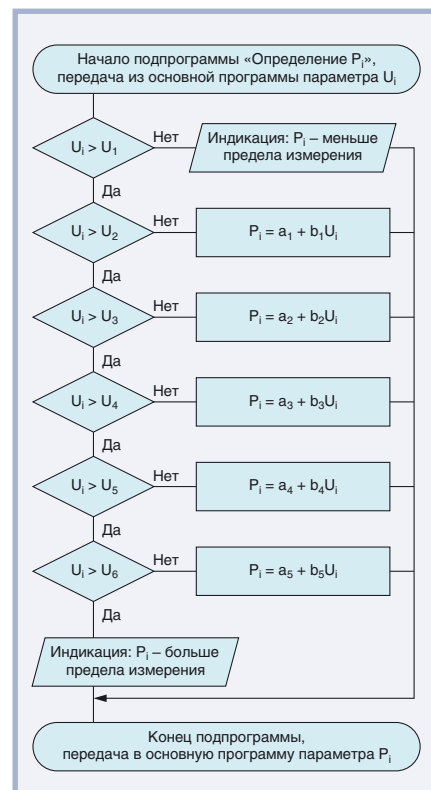 Начало подпрограммы «Определение Pᵢ»,
передача из основной программы параметра Uᵢ
Uᵢ > U₁
Нет
Индикация: Pᵢ – меньше
предела измерения
Да
Uᵢ > U₂
Нет
Pᵢ = a₁ + b₁Uᵢ
Да
Uᵢ > U₃
Нет
Pᵢ = a₂ + b₂Uᵢ
Да
Uᵢ > U₄
Нет
Pᵢ = a₃ + b₃Uᵢ
Да
Uᵢ > U₅
Нет
Pᵢ = a₄ + b₄Uᵢ
Да
Uᵢ > U₆
Нет
Pᵢ = a₅ + b₅Uᵢ
Да
Индикация: Pᵢ – больше
предела измерения
Конец подпрограммы,
передача в основную программу параметра Pᵢ